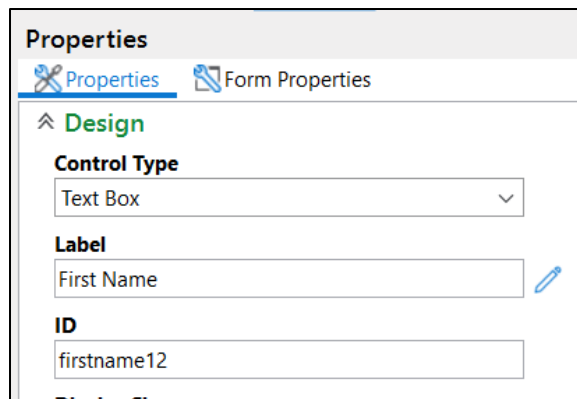 Properties
Properties Form Properties
Design
Control Type
Text Box
Label
First Name
ID
firstname12